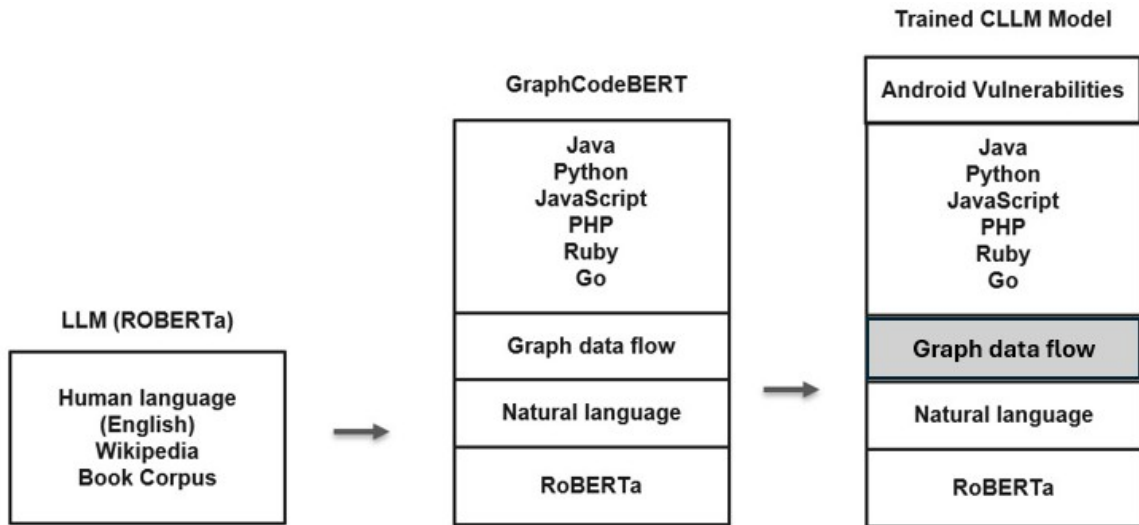 LLM (ROBERTa)
Human language
(English)
Wikipedia
Book Corpus
GraphCodeBERT
Java
Python
JavaScript
PHP
Ruby
Go
Graph data flow
Natural language
RoBERTa
Trained CLLM Model
Android Vulnerabilities
Java
Python
JavaScript
PHP
Ruby
Go
Graph data flow
Natural language
RoBERTa